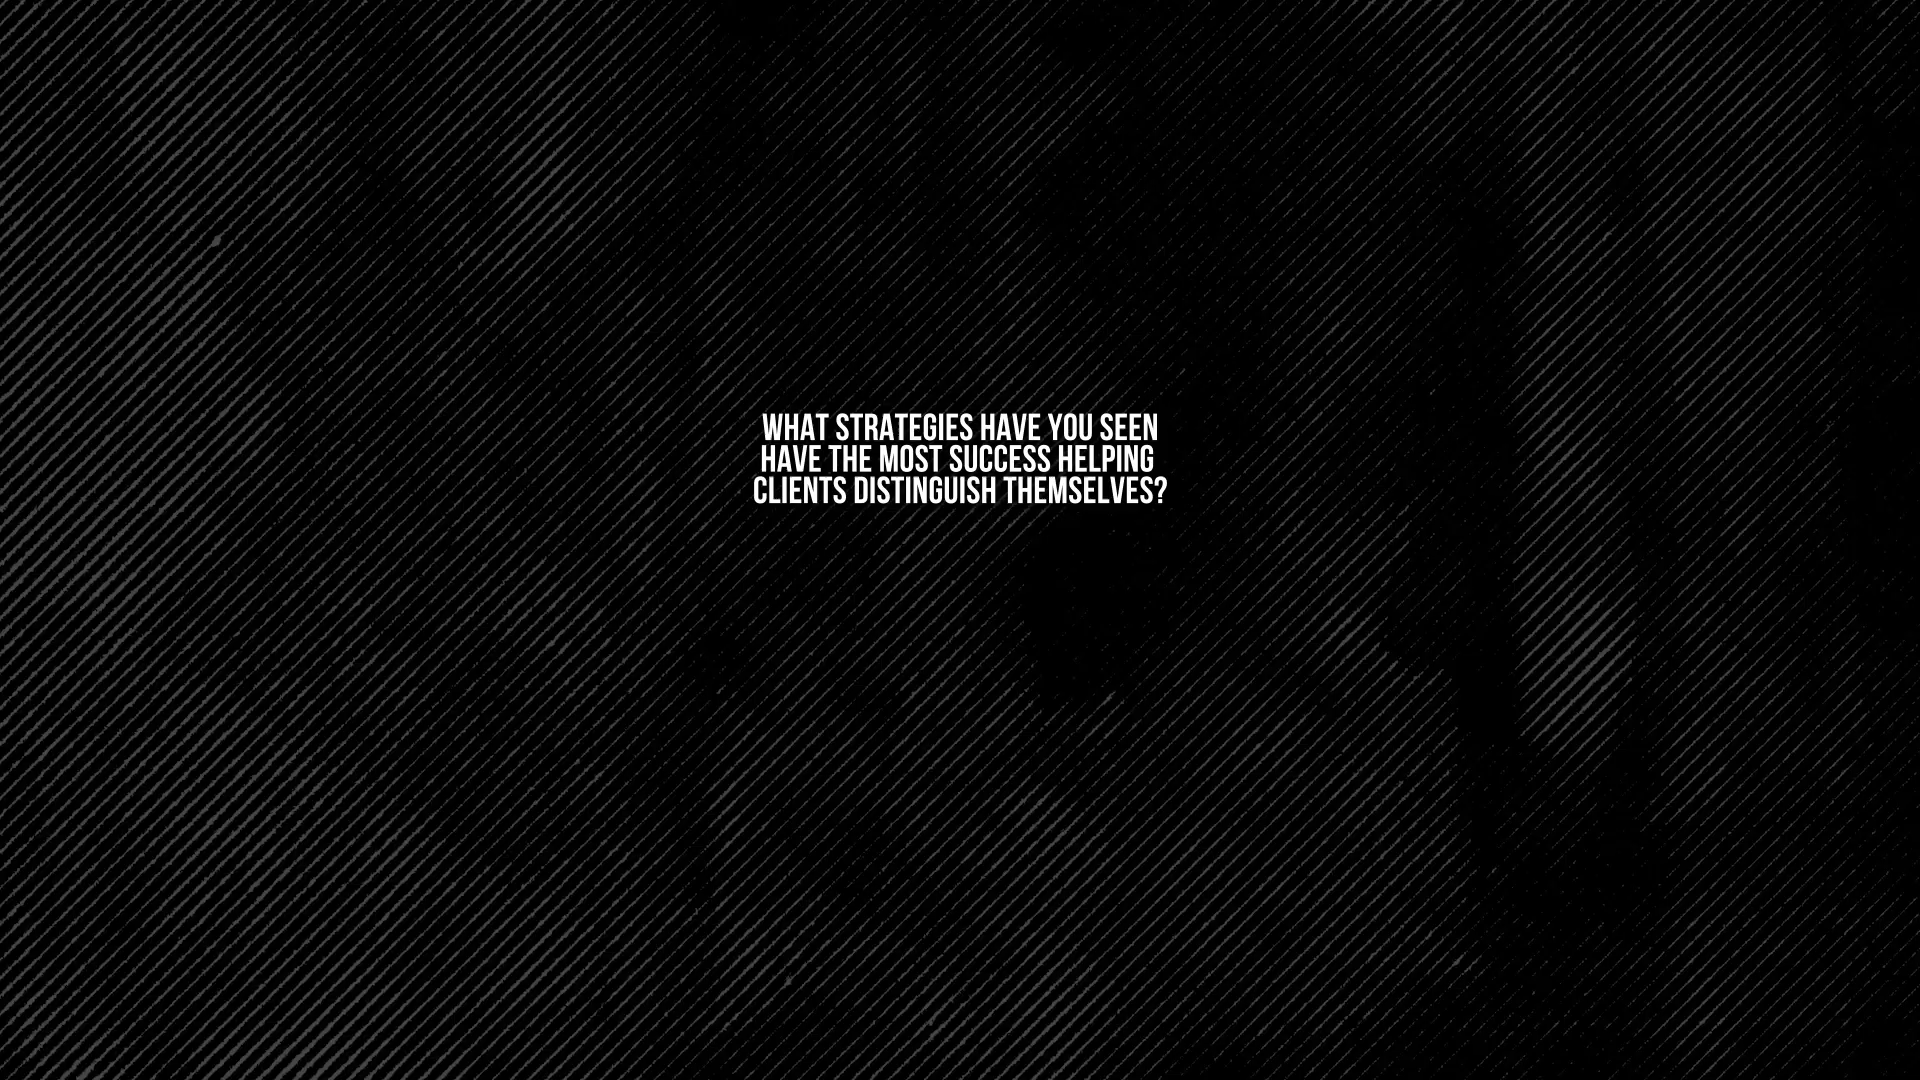 WHAT STRATEGIES HAVE YOU SEEN
HAVE THE MOST SUCCESS HELPING
CLIENTS DISTINGUISH THEMSELVES?